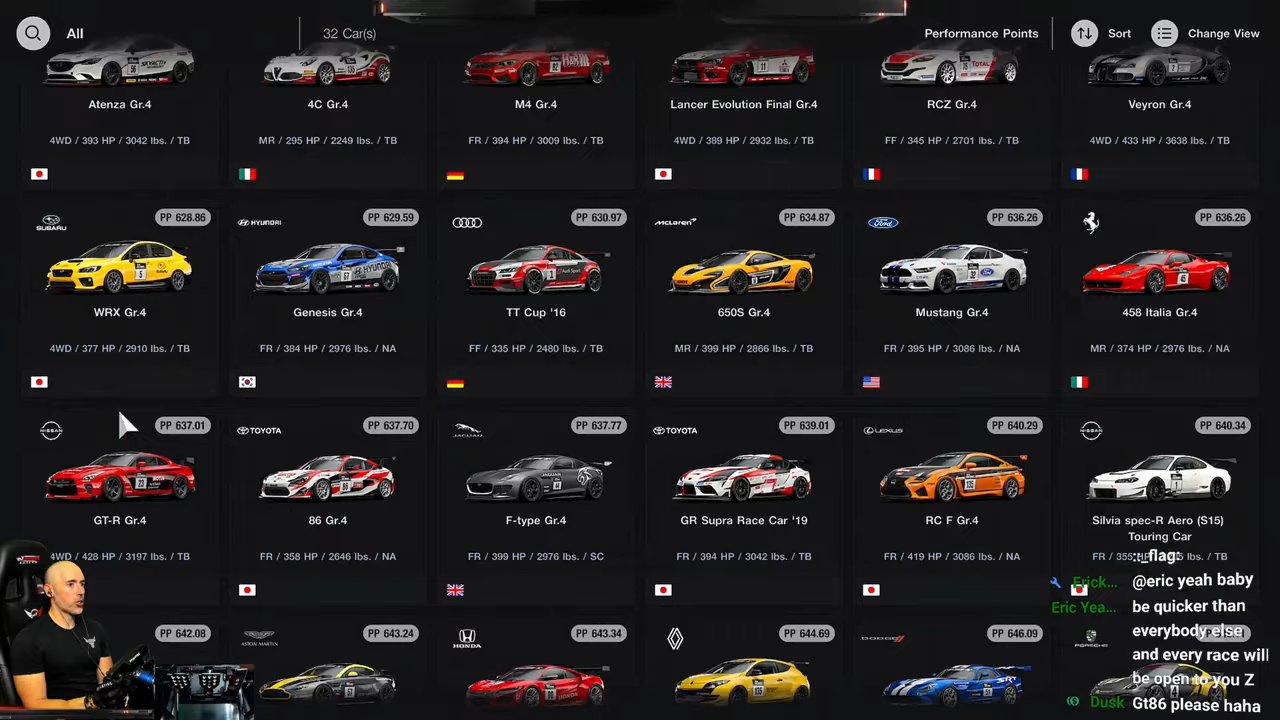 All
32 Car(s)
Performance Points
Sort
Change View
Atenza Gr.4
4C Gr.4
M4 Gr.4
Lancer Evolution Final Gr.4
RCZ Gr.4
Veyron Gr.4
4WD / 393 HP / 3042 lbs. / TB
MR / 295 HP / 2249 lbs. / TB
FR / 394 HP / 3009 lbs. / TB
4WD / 389 HP / 2932 lbs. / TB
FF / 345 HP / 2701 lbs. / TB
4WD / 433 HP / 3638 lbs. / TB
SUBARU
PP 628.86
HYUNDAI
PP 629.59
PP 630.97
McLaren
PP 634.87
Ford
PP 636.26
PP 636.26
WRX Gr.4
Genesis Gr.4
TT Cup '16
650S Gr.4
Mustang Gr.4
458 Italia Gr.4
4WD / 377 HP / 2910 lbs. / TB
FR / 384 HP / 2976 lbs. / NA
FF / 335 HP / 2480 lbs. / TB
MR / 399 HP / 2866 lbs. / TB
FR / 395 HP / 3086 lbs. / NA
MR / 374 HP / 2976 lbs. / NA
NISSAN
PP 637.01
TOYOTA
PP 637.70
JAGUAR
PP 637.77
TOYOTA
PP 639.01
LEXUS
PP 640.29
NISSAN
PP 640.34
GT-R Gr.4
86 Gr.4
F-type Gr.4
GR Supra Race Car '19
RC F Gr.4
Silvia spec-R Aero (S15)
Touring Car
4WD / 428 HP / 3197 lbs. / TB
FR / 358 HP / 2646 lbs. / NA
FR / 399 HP / 2976 lbs. / SC
FR / 394 HP / 3042 lbs. / TB
FR / 419 HP / 3086 lbs. / NA
lbs. / TB
PP 642.08
ASTON MARTIN
PP 643.24
HONDA
PP 643.34
PP 644.69
DODGE
PP 646.09
PORSCHE
:_flag:
Erick... @eric yeah baby
Eric Yea... be quicker than
everybody else
and every race will
be open to you Z
Dusk Gt86 please haha